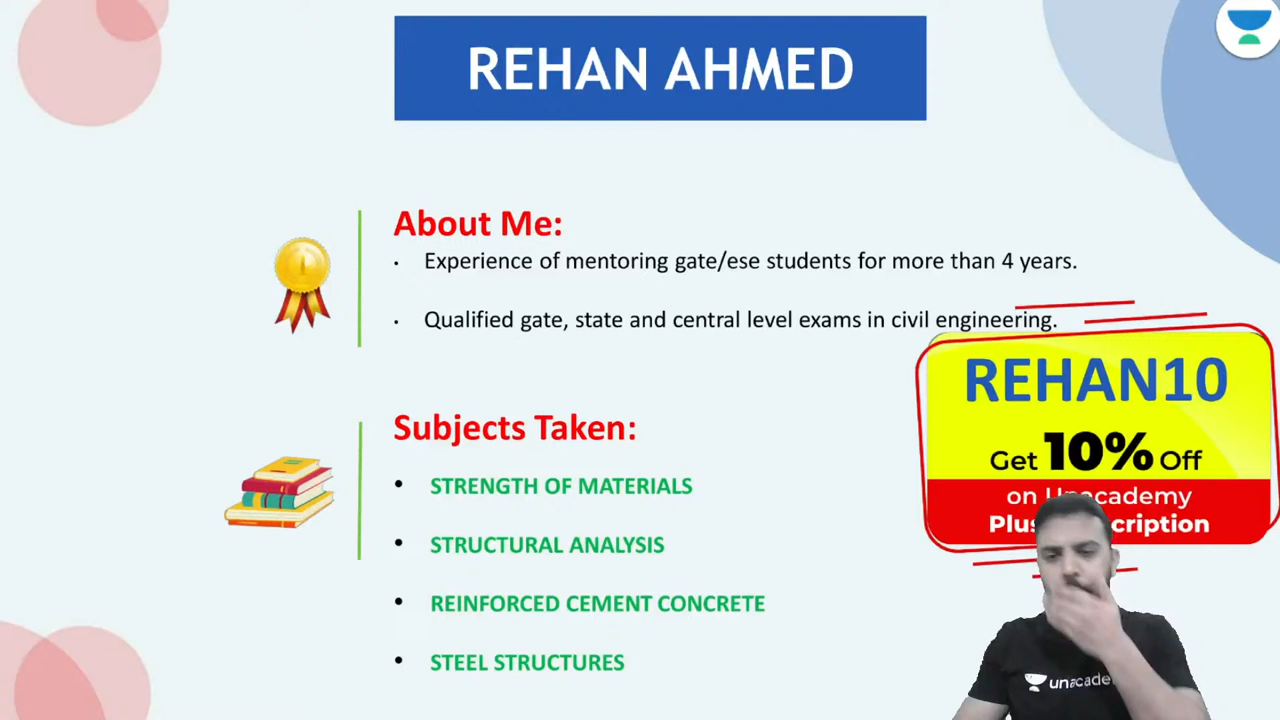 REHAN AHMED
About Me:
• Experience of mentoring gate/ese students for more than 4 years.
• Qualified gate, state and central level exams in civil engineering.
REHAN10
Get 10% Off
on Unacademy
Subjects Taken:
• STRENGTH OF MATERIALS
• STRUCTURAL ANALYSIS
• REINFORCED CEMENT CONCRETE
• STEEL STRUCTURES